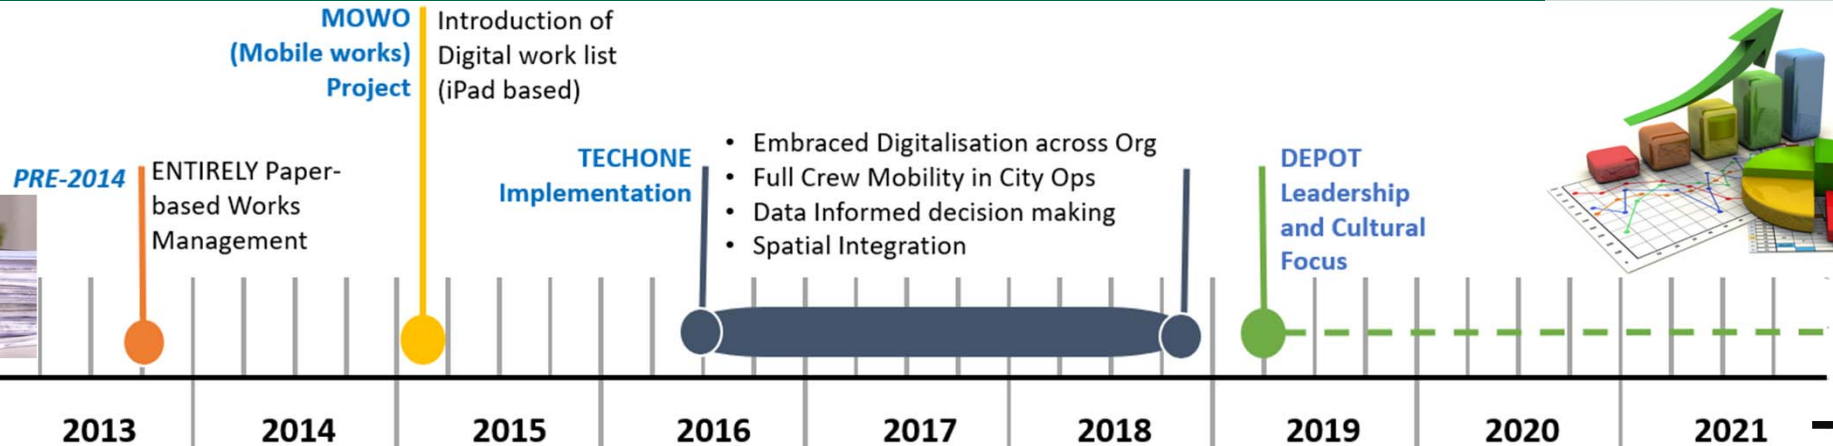 MOWO
(Mobile works)
Project
Introduction of
Digital work list
(iPad based)
PRE-2014
ENTIRELY Paper-
based Works
Management
TECHONE
Implementation
• Embraced Digitalisation across Org
• Full Crew Mobility in City Ops
• Data Informed decision making
• Spatial Integration
DEPOT
Leadership
and Cultural
Focus
2013 2014 2015 2016 2017 2018 2019 2020 2021